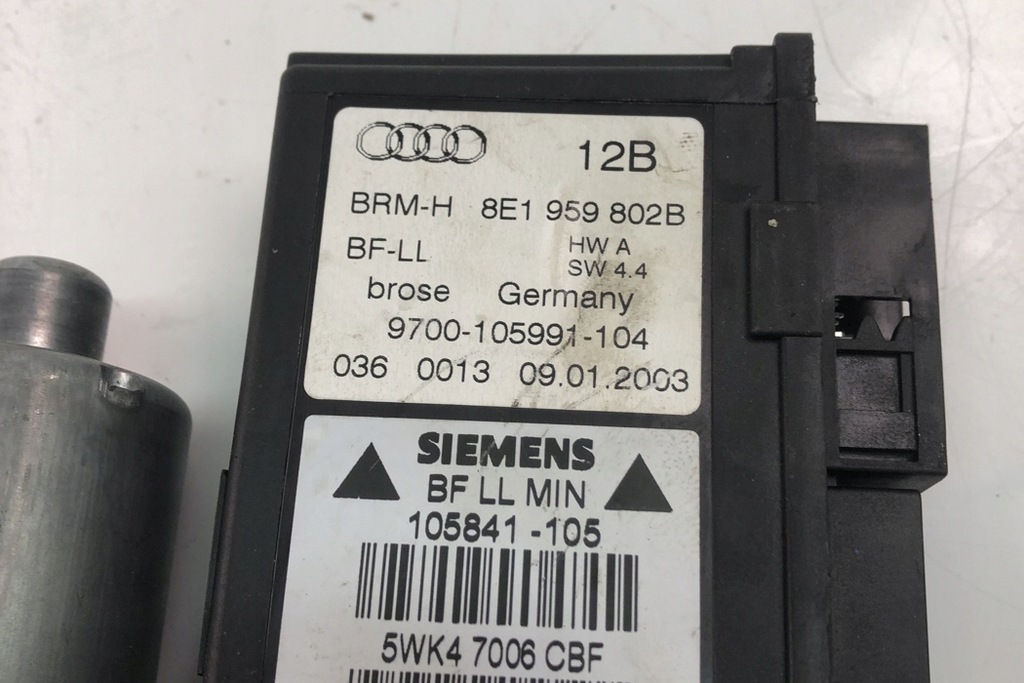 12B
BRM-H 8E1 959 802B
BF-LL HW A
SW 4.4
brose Germany
9700-105991-104
036 0013 09.01.2003
SIEMENS
BF LL MIN
105841-105
5WK4 7006 CBF